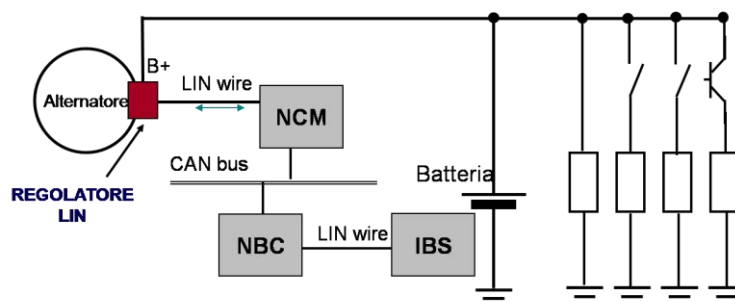 B+
LIN wire
Alternatore
NCM
CAN bus
Batteria
REGOLATORE
LIN
NBC
LIN wire
IBS